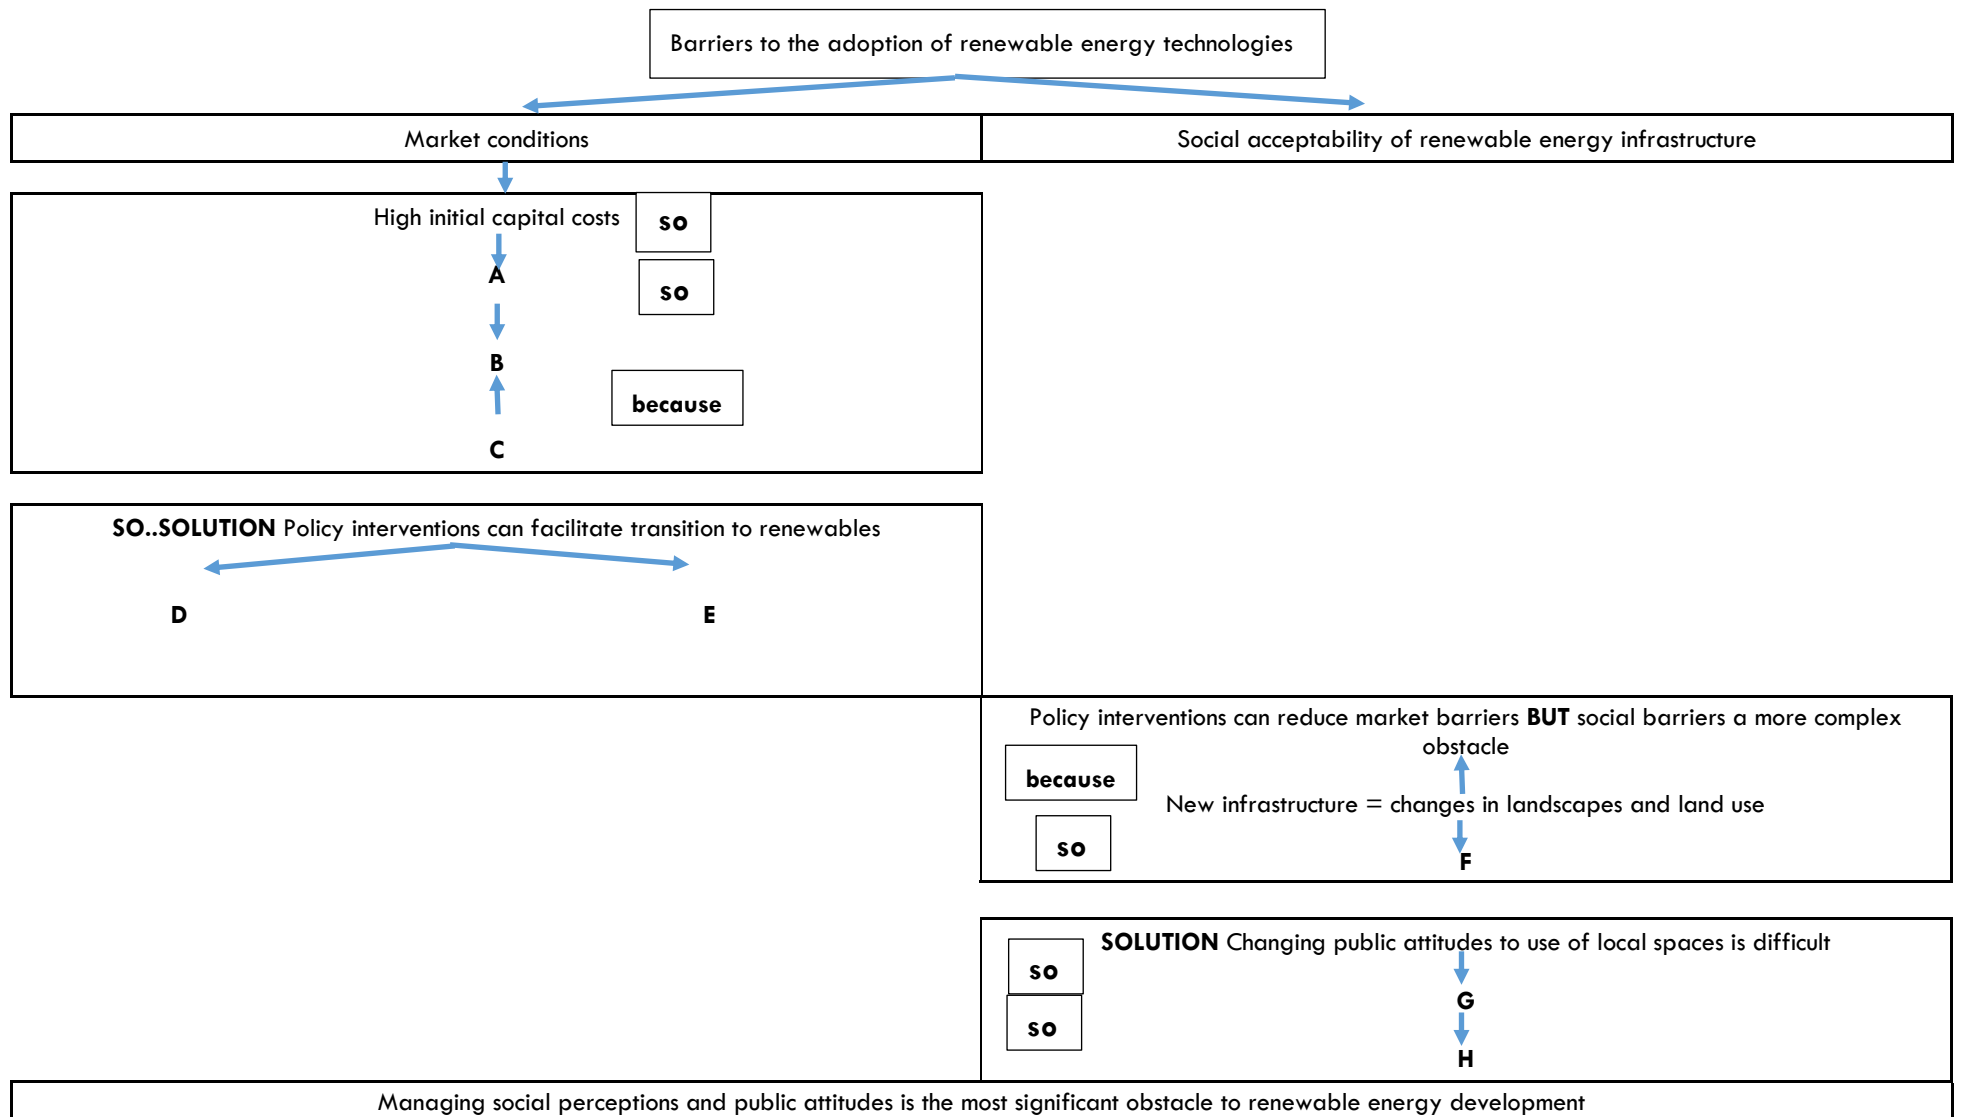 Barriers to the adoption of renewable energy technologies
Market conditions
Social acceptability of renewable energy infrastructure
High initial capital costs
so
A
so
B
because
C
SO..SOLUTION Policy interventions can facilitate transition to renewables
D
E
Policy interventions can reduce market barriers BUT social barriers a more complex
obstacle
because
New infrastructure = changes in landscapes and land use
so
F
SOLUTION Changing public attitudes to use of local spaces is difficult
so
G
so
H
Managing social perceptions and public attitudes is the most significant obstacle to renewable energy development